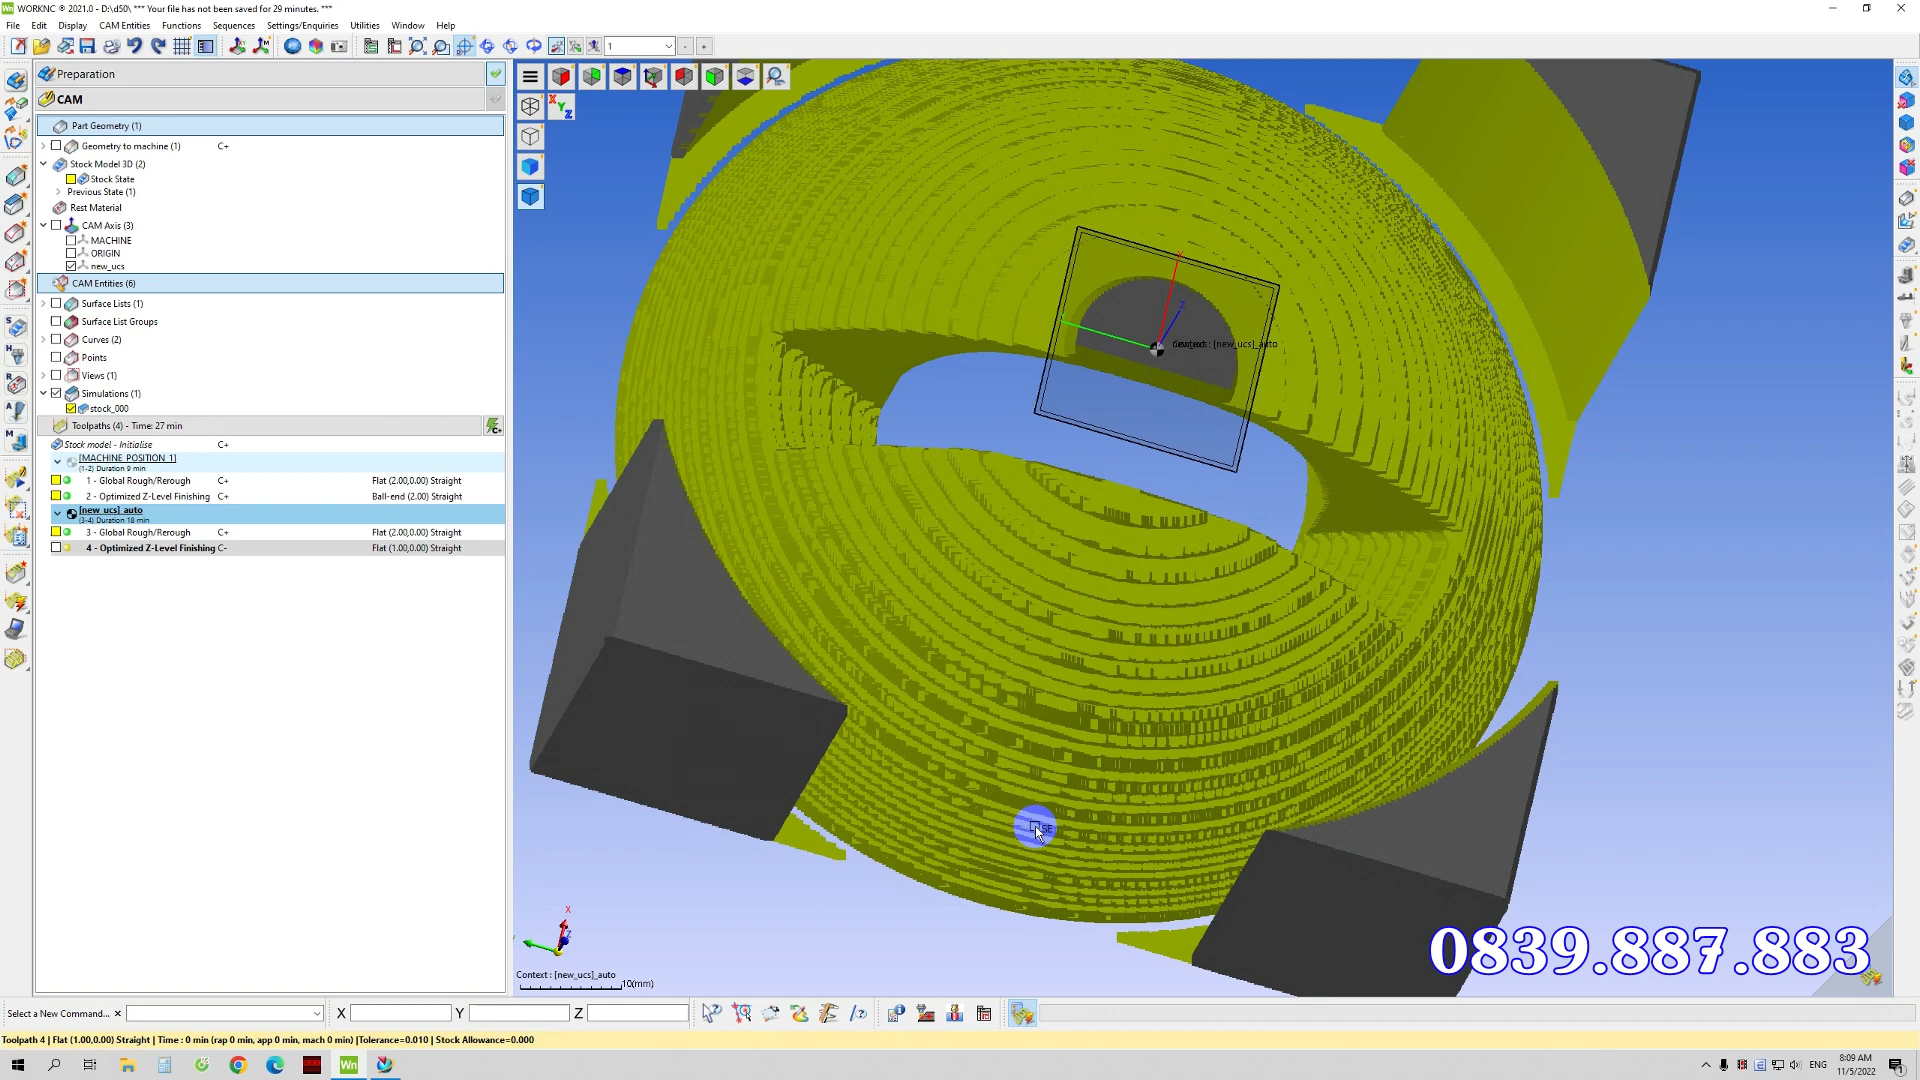 WORKNC ® 2021.0 - D:\d50\ *** Your file has not been saved for 29 minutes. ***
File Edit Display CAM Entities Functions Sequences Settings/Enquiries Utilities Window Help
1
Preparation
CAM
Part Geometry (1)
Geometry to machine (1) C+
Stock Model 3D (2)
Stock State
Previous State (1)
Rest Material
CAM Axis (3)
MACHINE
ORIGIN
new_ucs
CAM Entities (6)
Surface Lists (1)
Surface List Groups
Curves (2)
Points
Views (1)
Simulations (1)
stock_000
Toolpaths (4) - Time: 27 min
Stock model - Initialise C+
[MACHINE POSITION 1]
(1-2) Duration 9 min
1 - Global Rough/Rerough C+ Flat (2.00,0.00) Straight
2 - Optimized Z-Level Finishing C+ Ball-end (2.00) Straight
[new_ucs]_auto
(3-4) Duration 18 min
3 - Global Rough/Rerough C+ Flat (2.00,0.00) Straight
4 - Optimized Z-Level Finishing C- Flat (1.00,0.00) Straight
X
Z
: [new_ucs]_auto
SE
X
Z
Context : [new_ucs]_auto
10(mm)
0839.887.883
Select a New Command... X Y Z
Toolpath 4 | Flat (1.00,0.00) Straight | Time : 0 min (rap 0 min, app 0 min, mach 0 min) |Tolerance=0.010 | Stock Allowance=0.000
ENG
8:09 AM
11/5/2022